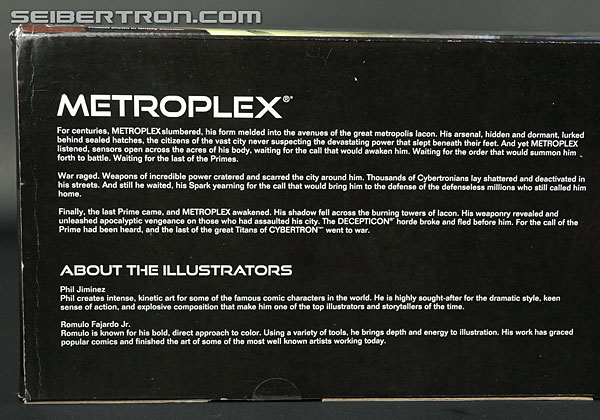 SEIBERTRON.COM
METROPLEX®*
For centuries, METROPLEX slumbered, his form melded into the avenues of the great metropolis Iacon. His arsenal, hidden and dormant, lurked
behind sealed hatches, the citizens of the vast city never suspecting the devastating power that slept beneath their feet. And yet METROPLEX
listened, sensors open across the acres of his body, waiting for the call that would awaken him. Waiting for the order that would summon him
forth to battle. Waiting for the last of the Primes.
War raged. Weapons of incredible power cratered and scarred the city around him. Thousands of Cybertronians lay shattered and deactivated in
his streets. And still he waited, his Spark yearning for the call that would bring him to the defense of the defenseless millions who still called him
home.
Finally, the last Prime came, and METROPLEX awakened. His shadow fell across the burning towers of Iacon. His weaponry revealed and
unleashed apocalyptic vengeance on those who had assaulted his city. The DECEPTICON® horde broke and fled before him. For the call of the
Prime had been heard, and the last of the great Titans of CYBERTRON™ went to war.
ABOUT THE ILLUSTRATORS
Phil Jiminez
Phil creates intense, kinetic art for some of the famous comic characters in the world. He is highly sought-after for the dramatic style, keen
sense of action, and explosive composition that make him one of the top illustrators and storytellers of the time.
Romulo Fajardo Jr.
Romulo is known for his bold, direct approach to color. Using a variety of tools, he brings depth and energy to illustration. His work has graced
popular comics and finished the art of some of the most well known artists working today.